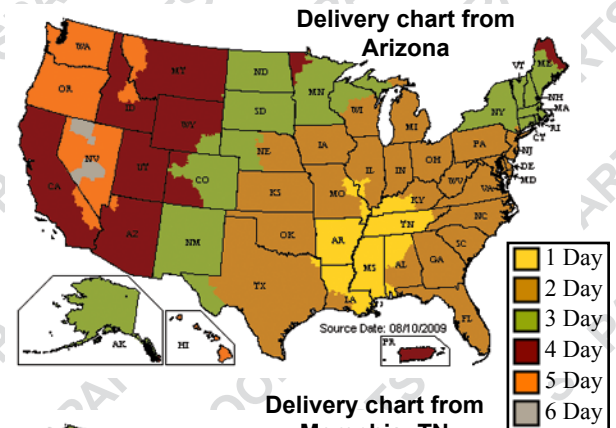 Delivery chart from
Arizona
WA
OR
CA
NV
ID
MT
WY
UT
AZ
CO
NM
ND
SD
NE
KS
OK
TX
MN
IA
MO
AR
LA
WI
IL
MI
IN
OH
KY
TN
MS
AL
GA
FL
SC
NC
VA
WV
PA
NY
VT
ME
NH
MA
RI
CT
NJ
DE
MD
AK
HI
PR
Source Date: 08/10/2009
1 Day
2 Day
3 Day
4 Day
5 Day
6 Day
Delivery chart from
Memphis, TN